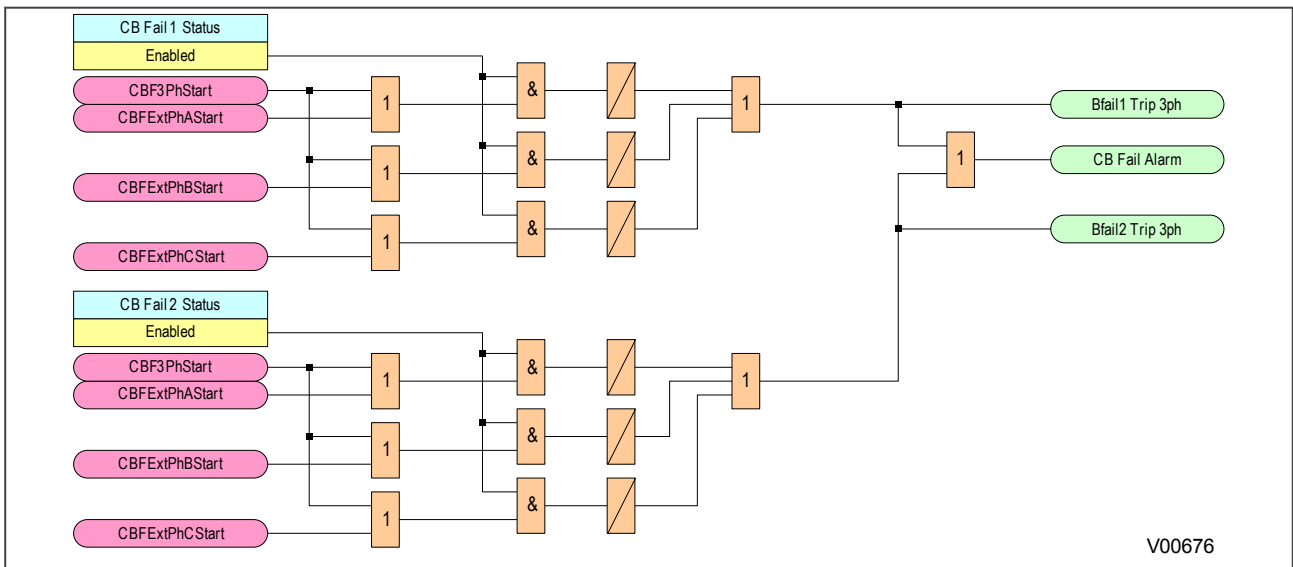 CB Fail 1 Status
Enabled
CBF3PhStart
CBFExtPhAStart
CBFExtPhBStart
CBFExtPhCStart
1
1
1
&
&
&
1
1
Bfail1 Trip 3ph
CB Fail Alarm
Bfail2 Trip 3ph
CB Fail 2 Status
Enabled
CBF3PhStart
CBFExtPhAStart
CBFExtPhBStart
CBFExtPhCStart
1
1
1
&
&
&
1
V00676